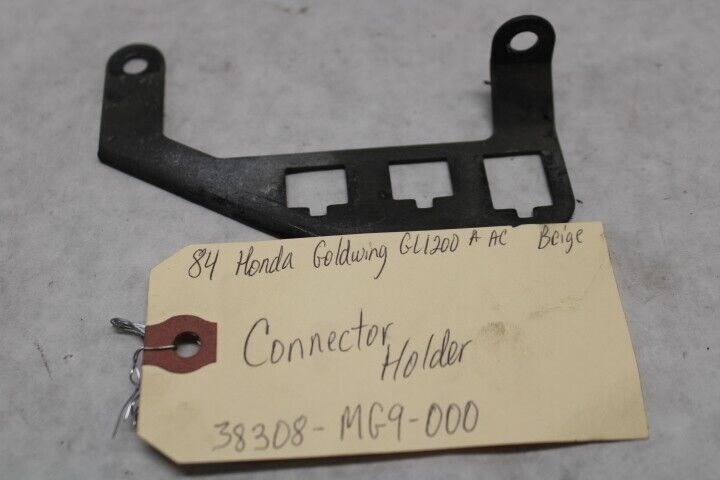 84 Honda Goldwing GL1200 A AC Beige
Connector
Holder
38308-MG9-000